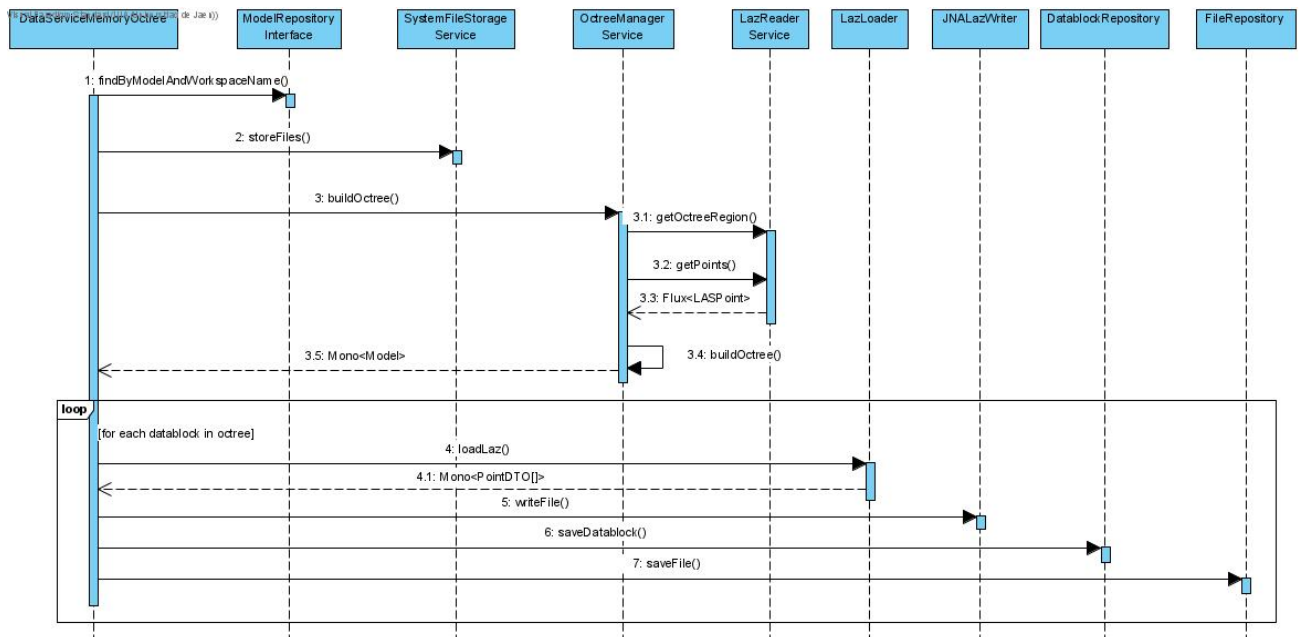 DataServiceMemoryOctree
ModelRepository
Interface
SystemFileStorage
Service
OctreeManager
Service
LazReader
Service
LazLoader
JNALazWriter
DatablockRepository
FileRepository
1: findByModelAndWorkspaceName()
2: storeFiles()
3: buildOctree()
3.1: getOctreeRegion()
3.2: getPoints()
3.3: Flux<LASPoint>
3.4: buildOctree()
3.5: Mono<Model>
loop
[for each datablock in octree]
4: loadLaz()
4.1: Mono<PointDTO[]>
5: writeFile()
6: saveDatablock()
7: saveFile()